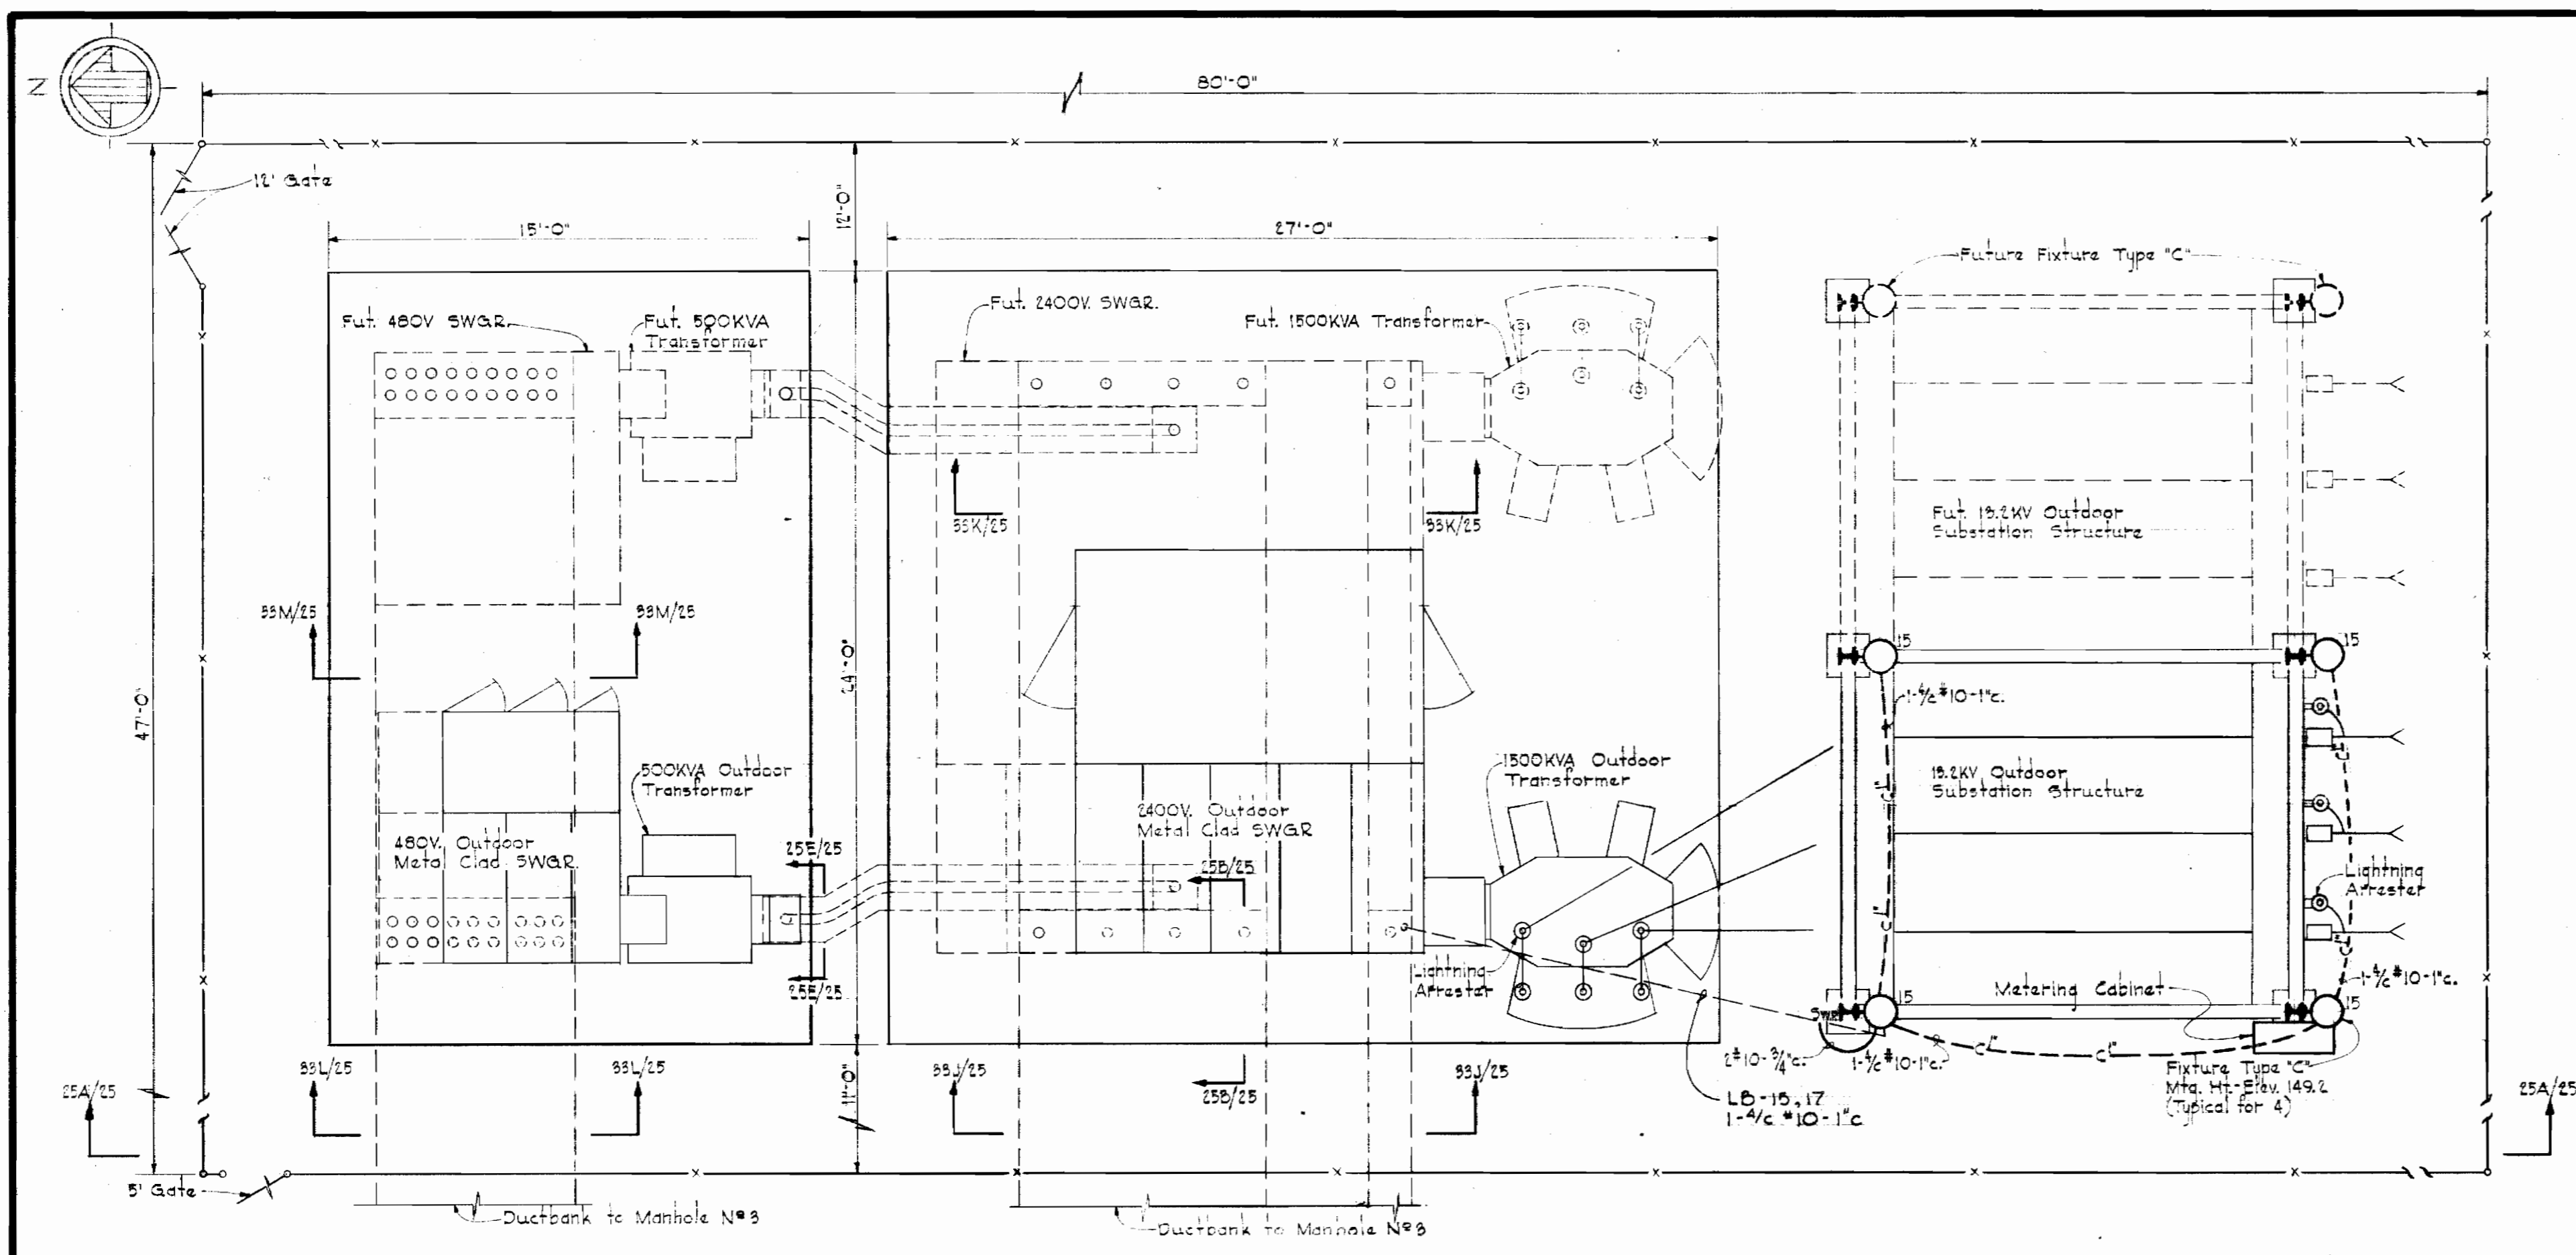 N
80'-0"
12' Gate
12'-0"
15'-0"
27'-0"
Future Fixture Type "C"
Fut. 480V SWGR.
Fut. 500KVA
Transformer
Fut. 2400V. SWGR.
Fut. 1500KVA Transformer
33K/25
33K/25
Fut. 13.2KV Outdoor
Substation Structure
33M/25
33M/25
24'-0"
47'-0"
15
15
1-4/c #10-1"c.
500KVA Outdoor
Transformer
1500KVA Outdoor
Transformer
13.2KV Outdoor
Substation Structure
C1"
480V. Outdoor
Metal Clad SWGR.
2400V. Outdoor
Metal Clad SWGR
25E/25
25B/25
Lightning
Arrester
C1"
Lightning
Arrester
25E/25
Metering Cabinet
1-4/c #10-1"c.
15
15
2#10-3/4"c.
1-4/c #10-1"c.
C1"
C1"
33L/25
33L/25
33J/25
33J/25
25A/25
11'-0"
25B/25
LB-15,17
1-4/c #10-1"c
Fixture Type "C"
Mtg. Ht.-Elev. 149.2
(Typical for 4)
25A/25
5' Gate
Ductbank to Manhole Nº3
Ductbank to Manhole Nº3